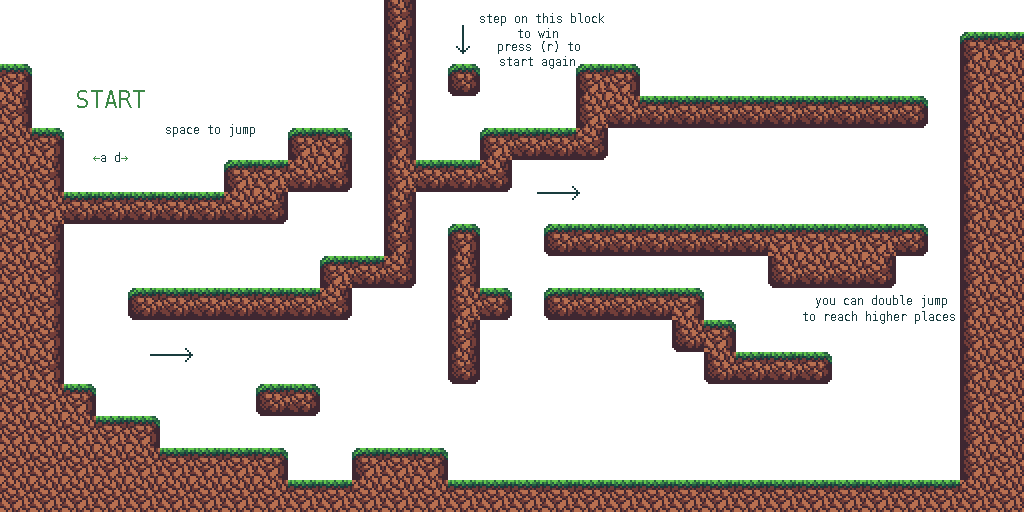 START
space to jump
←a d→
step on this block
to win
press (r) to
start again
you can double jump
to reach higher places